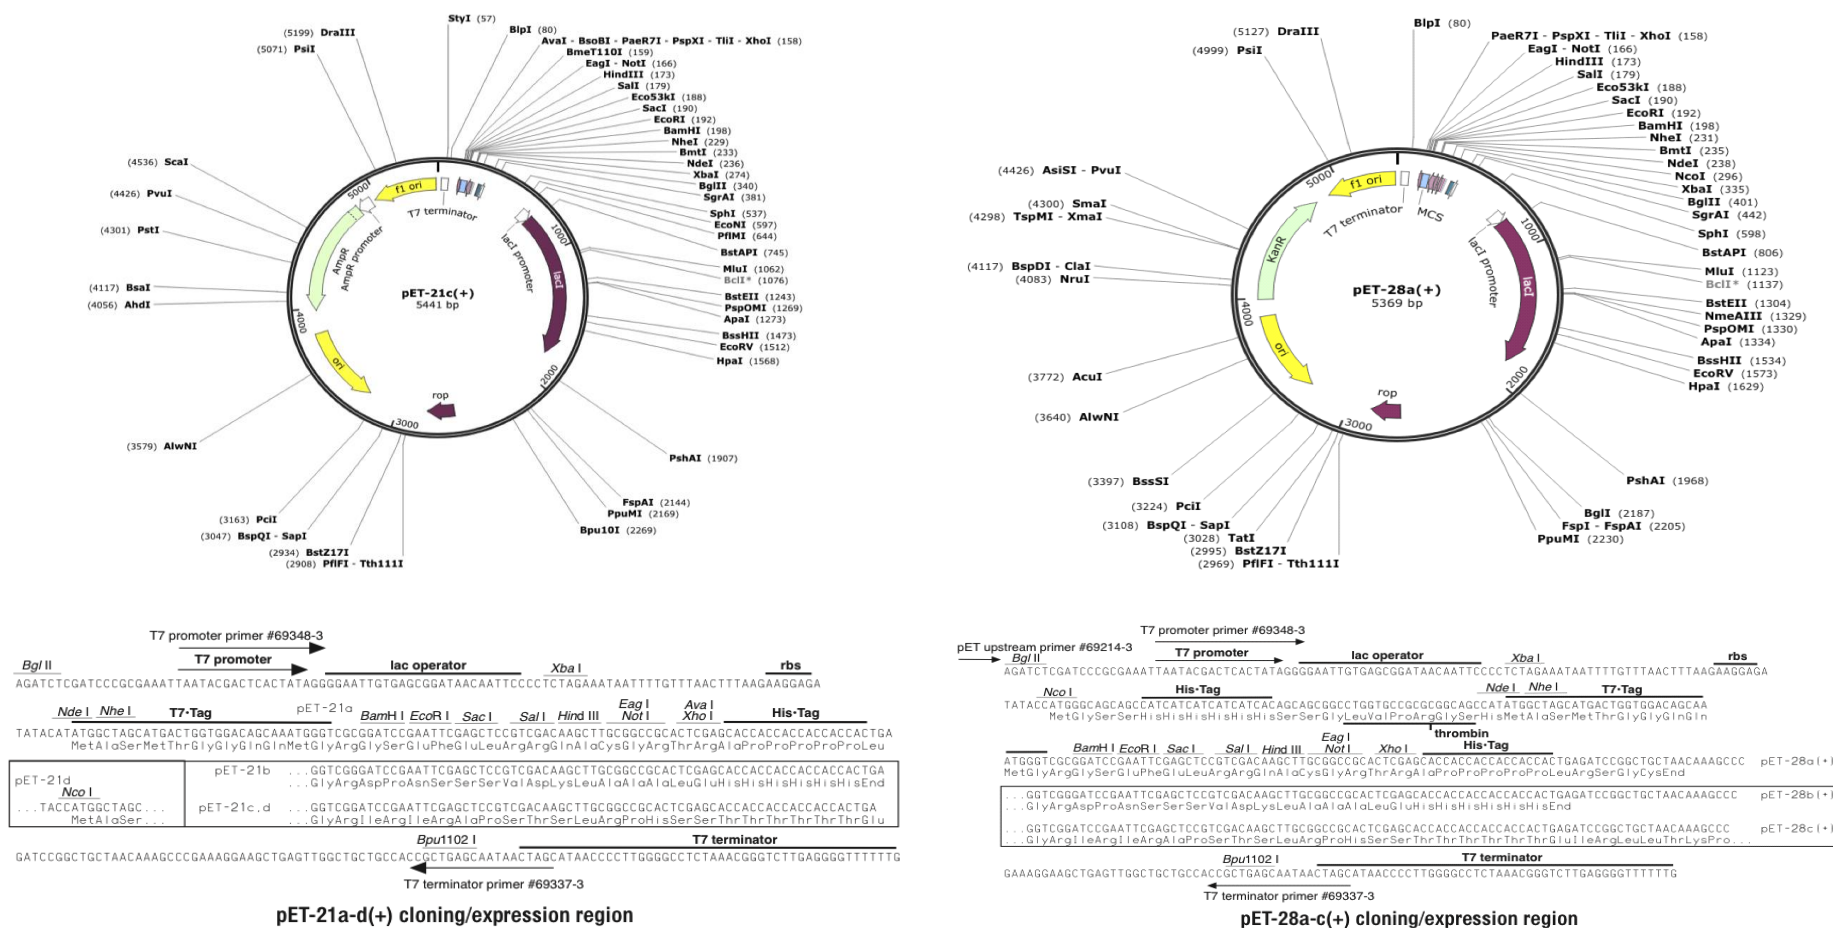 StyI (57)
(5199) DraIII
BlpI (80)
(5071) PsiI
AvaI - BsoBI - PaeR7I - PspXI - TliI - XhoI (158)
BmeT110I (159)
EagI - NotI (166)
HindIII (173)
SalI (179)
Eco53kI (188)
SacI (190)
EcoRI (192)
BamHI (198)
NheI (229)
BmtI (233)
NdeI (236)
XbaI (274)
BglII (340)
SgrAI (381)
SphI (537)
EcoNI (597)
PflMI (644)
BstAPI (745)
MluI (1062)
BclI* (1076)
BstEII (1243)
PspOMI (1269)
ApaI (1273)
BssHII (1473)
EcoRV (1512)
HpaI (1568)
PshAI (1907)
FspAI (2144)
PpuMI (2169)
Bpu10I (2269)
(4536) ScaI
(4426) PvuI
(4301) PstI
(4117) BsaI
(4056) AhdI
(3579) AlwNI
(3163) PciI
(3047) BspQI - SapI
(2934) BstZ17I
(2908) PflFI - Tth111I
5000
1000
2000
3000
4000
f1 ori
T7 terminator
AmpR
AmpR promoter
lacI promoter
lacI
ori
rop
pET-21c(+)
5441 bp
BlpI (80)
(5127) DraIII
(4999) PsiI
PaeR7I - PspXI - TliI - XhoI (158)
EagI - NotI (166)
HindIII (173)
SalI (179)
Eco53kI (188)
SacI (190)
EcoRI (192)
BamHI (198)
NheI (231)
BmtI (235)
NdeI (238)
NcoI (296)
XbaI (335)
BglII (401)
SgrAI (442)
SphI (598)
BstAPI (806)
MluI (1123)
BclI* (1137)
BstEII (1304)
NmeAIII (1329)
PspOMI (1330)
ApaI (1334)
BssHII (1534)
EcoRV (1573)
HpaI (1629)
PshAI (1968)
BglI (2187)
FspI - FspAI (2205)
PpuMI (2230)
(4426) AsiSI - PvuI
(4300) SmaI
(4298) TspMI - XmaI
(4117) BspDI - ClaI
(4083) NruI
(3772) AcuI
(3640) AlwNI
(3397) BssSI
(3224) PciI
(3108) BspQI - SapI
(3028) TatI
(2995) BstZ17I
(2969) PflFI - Tth111I
5000
1000
2000
3000
4000
f1 ori
T7 terminator
MCS
KanR
lacI promoter
lacI
ori
rop
pET-28a(+)
5369 bp
T7 promoter primer #69348-3
Bgl II T7 promoter lac operator Xba I rbs
AGATCTCGATCCCGCGAAATTAATACGACTCACTATAGGGGAATTGTGAGCGGATAACAATTCCCCTCTAGAAATAATTTTGTTTAACTTTAAGAAGGAGA
Nde I Nhe I T7•Tag pET-21a BamH I EcoR I Sac I Sal I Hind III Eag I Not I Ava I Xho I His•Tag
TATACATATGGCTAGCATGACTGGTGGACAGCAAATGGGTCGCGGATCCGAATTCGAGCTCCGTCGACAAGCTTGCGGCCGCACTCGAGCACCACCACCACCACCACTGA
MetAlaSerMetThrGlyGlyGlnGlnMetGlyArgGlySerGluPheGluLeuArgArgGlnAlaCysGlyArgThrArgAlaProProProProProLeu
pET-21d
Nco I
...TACCATGGCTAGC...
MetAlaSer...
pET-21b ...GGTCGGGATCCGAATTCGAGCTCCGTCGACAAGCTTGCGGCCGCACTCGAGCACCACCACCACCACCACTGA
...GlyArgAspProAsnSerSerSerValAspLysLeuAlaAlaAlaLeuGluHisHisHisHisHisHisEnd
pET-21c,d ...GGTCGGATCCGAATTCGAGCTCCGTCGACAAGCTTGCGGCCGCACTCGAGCACCACCACCACCACCACTGA
...GlyArgIleArgIleArgAlaProSerThrSerLeuArgProHisSerSerThrThrThrThrThrThrGlu
Bpu1102 I T7 terminator
GATCCGGCTGCTAACAAAGCCCGAAAGGAAGCTGAGTTGGCTGCTGCCACCGCTGAGCAATAACTAGCATAACCCCTTGGGGCCTCTAAACGGGTCTTGAGGGGTTTTTTG
T7 terminator primer #69337-3
pET-21a-d(+) cloning/expression region
T7 promoter primer #69348-3
pET upstream primer #69214-3
Bgl II T7 promoter lac operator Xba I rbs
AGATCTCGATCCCGCGAAATTAATACGACTCACTATAGGGGAATTGTGAGCGGATAACAATTCCCCTCTAGAAATAATTTTGTTTAACTTTAAGAAGGAGA
Nco I His•Tag Nde I Nhe I T7•Tag
TATACCATGGGCAGCAGCCATCATCATCATCATCACAGCAGCGGCCTGGTGCCGCGCGGCAGCCATATGGCTAGCATGACTGGTGGACAGCAA
MetGlySerSerHisHisHisHisHisHisSerSerGlyLeuValProArgGlySerHisMetAlaSerMetThrGlyGlyGlnGln
thrombin
BamH I EcoR I Sac I Sal I Hind III Eag I Not I Xho I His•Tag
ATGGGTCGCGGATCCGAATTCGAGCTCCGTCGACAAGCTTGCGGCCGCACTCGAGCACCACCACCACCACCACTGAGATCCGGCTGCTAACAAAGCCC pET-28a(+)
MetGlyArgGlySerGluPheGluLeuArgArgGlnAlaCysGlyArgThrArgAlaProProProProProLeuArgSerGlyCysEnd
...GGTCGGGATCCGAATTCGAGCTCCGTCGACAAGCTTGCGGCCGCACTCGAGCACCACCACCACCACCACTGAGATCCGGCTGCTAACAAAGCCC pET-28b(+)
...GlyArgAspProAsnSerSerSerValAspLysLeuAlaAlaAlaLeuGluHisHisHisHisHisHisEnd
...GGTCGGATCCGAATTCGAGCTCCGTCGACAAGCTTGCGGCCGCACTCGAGCACCACCACCACCACCACTGAGATCCGGCTGCTAACAAAGCCC pET-28c(+)
...GlyArgIleArgIleArgAlaProSerThrSerLeuArgProHisSerSerThrThrThrThrThrThrGluIleArgLeuLeuThrLysPro...
Bpu1102 I T7 terminator
GAAAGGAAGCTGAGTTGGCTGCTGCCACCGCTGAGCAATAACTAGCATAACCCCTTGGGGCCTCTAAACGGGTCTTGAGGGGTTTTTTG
T7 terminator primer #69337-3
pET-28a-c(+) cloning/expression region